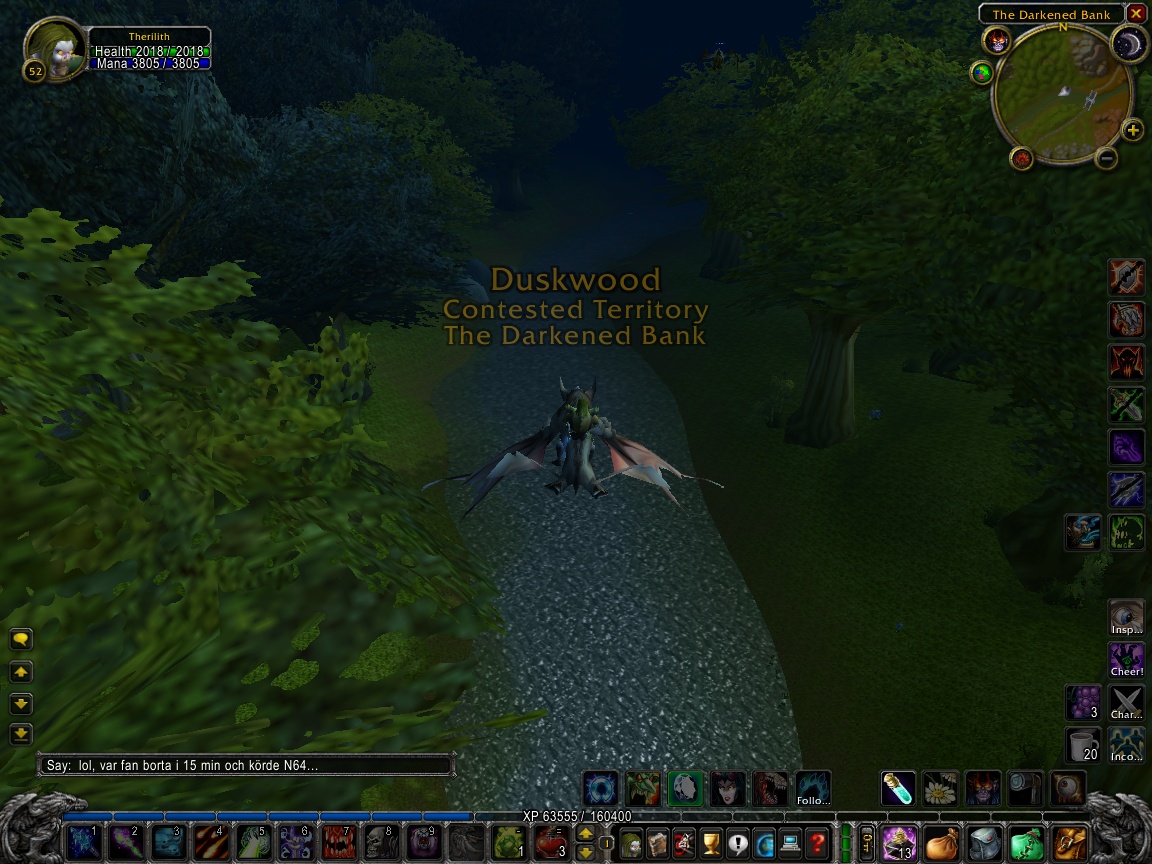 The Darkened Bank
N
Therilith
Health 2018 / 2018
Mana 3805 / 3805
52
Duskwood
Contested Territory
The Darkened Bank
Insp...
Cheer!
3
Char...
20
Inco...
Say: lol, var fan borta i 15 min och körde N64...
Follo...
XP 63555 / 160400
1 2 3 4 5 6 7 8 9 - =
1 3
1
13